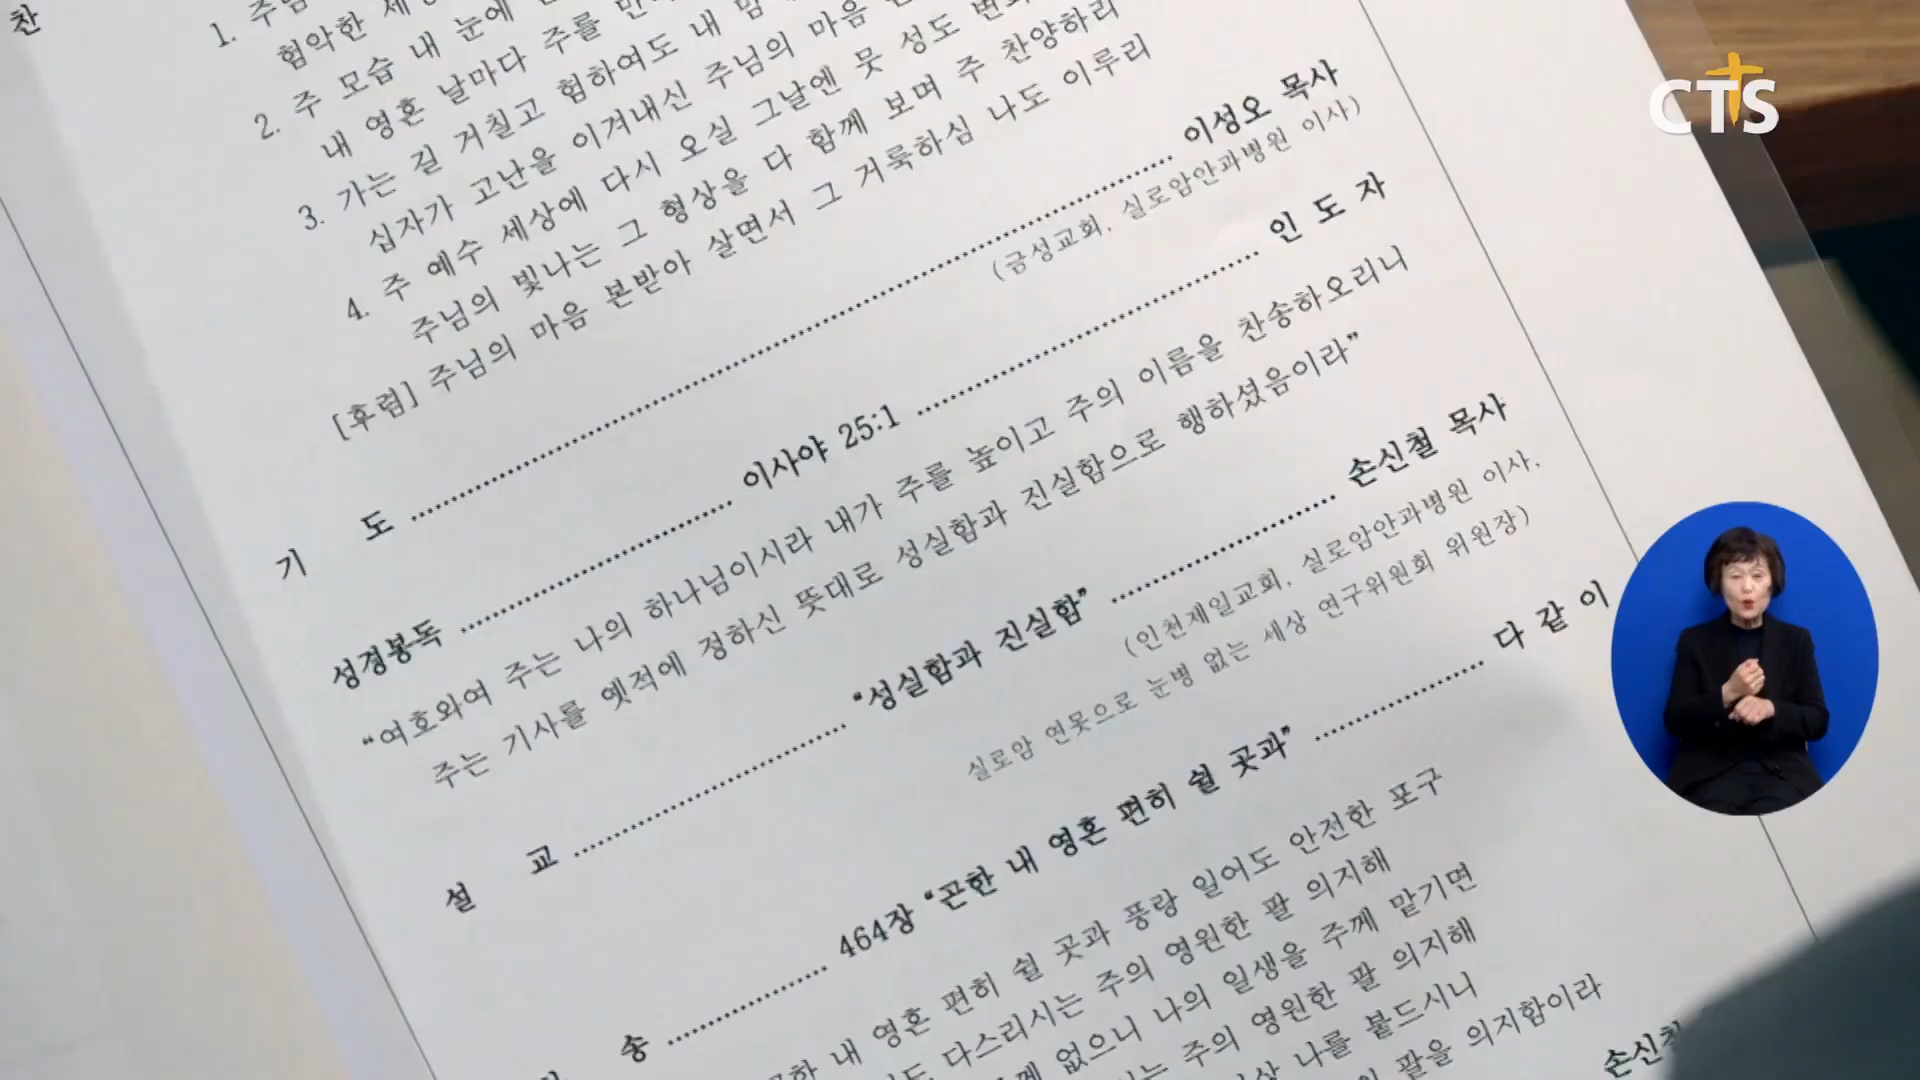 찬
1. 주님
험악한
2. 주 모습 내 눈에
내 영혼 날마다 주를
3. 가는 길 거칠고 험하여도 내 맘
십자가 고난을 이겨내신 주님의 마음
4. 주 예수 세상에 다시 오실 그날엔 뭇 성도
주님의 빛나는 그 형상을 다 함께 보며 주 찬양하리
[후렴] 주님의 마음 본받아 살면서 그 거룩하심 나도 이루리
기 도 이성오 목사
(금성교회, 실로암안과병원 이사)
성경봉독 이사야 25:1 인 도 자
“여호와여 주는 나의 하나님이시라 내가 주를 높이고 주의 이름을 찬송하오리니
주는 기사를 옛적에 정하신 뜻대로 성실함과 진실함으로 행하셨음이라”
설 교 “성실함과 진실함” 손신철 목사
(인천제일교회, 실로암안과병원 이사,
실로암 연못으로 눈병 없는 세상 연구위원회 위원장)
송 464장 “곤한 내 영혼 편히 쉴 곳과” 다 같 이
내 영혼 편히 쉴 곳과 풍랑 일어도 안전한 포구
다스리시는 주의 영원한 팔 의지해
없으니 나의 일생을 주께 맡기면
주의 영원한 팔 의지해
나를 붙드시니
팔을 의지함이라
손신철
CTS